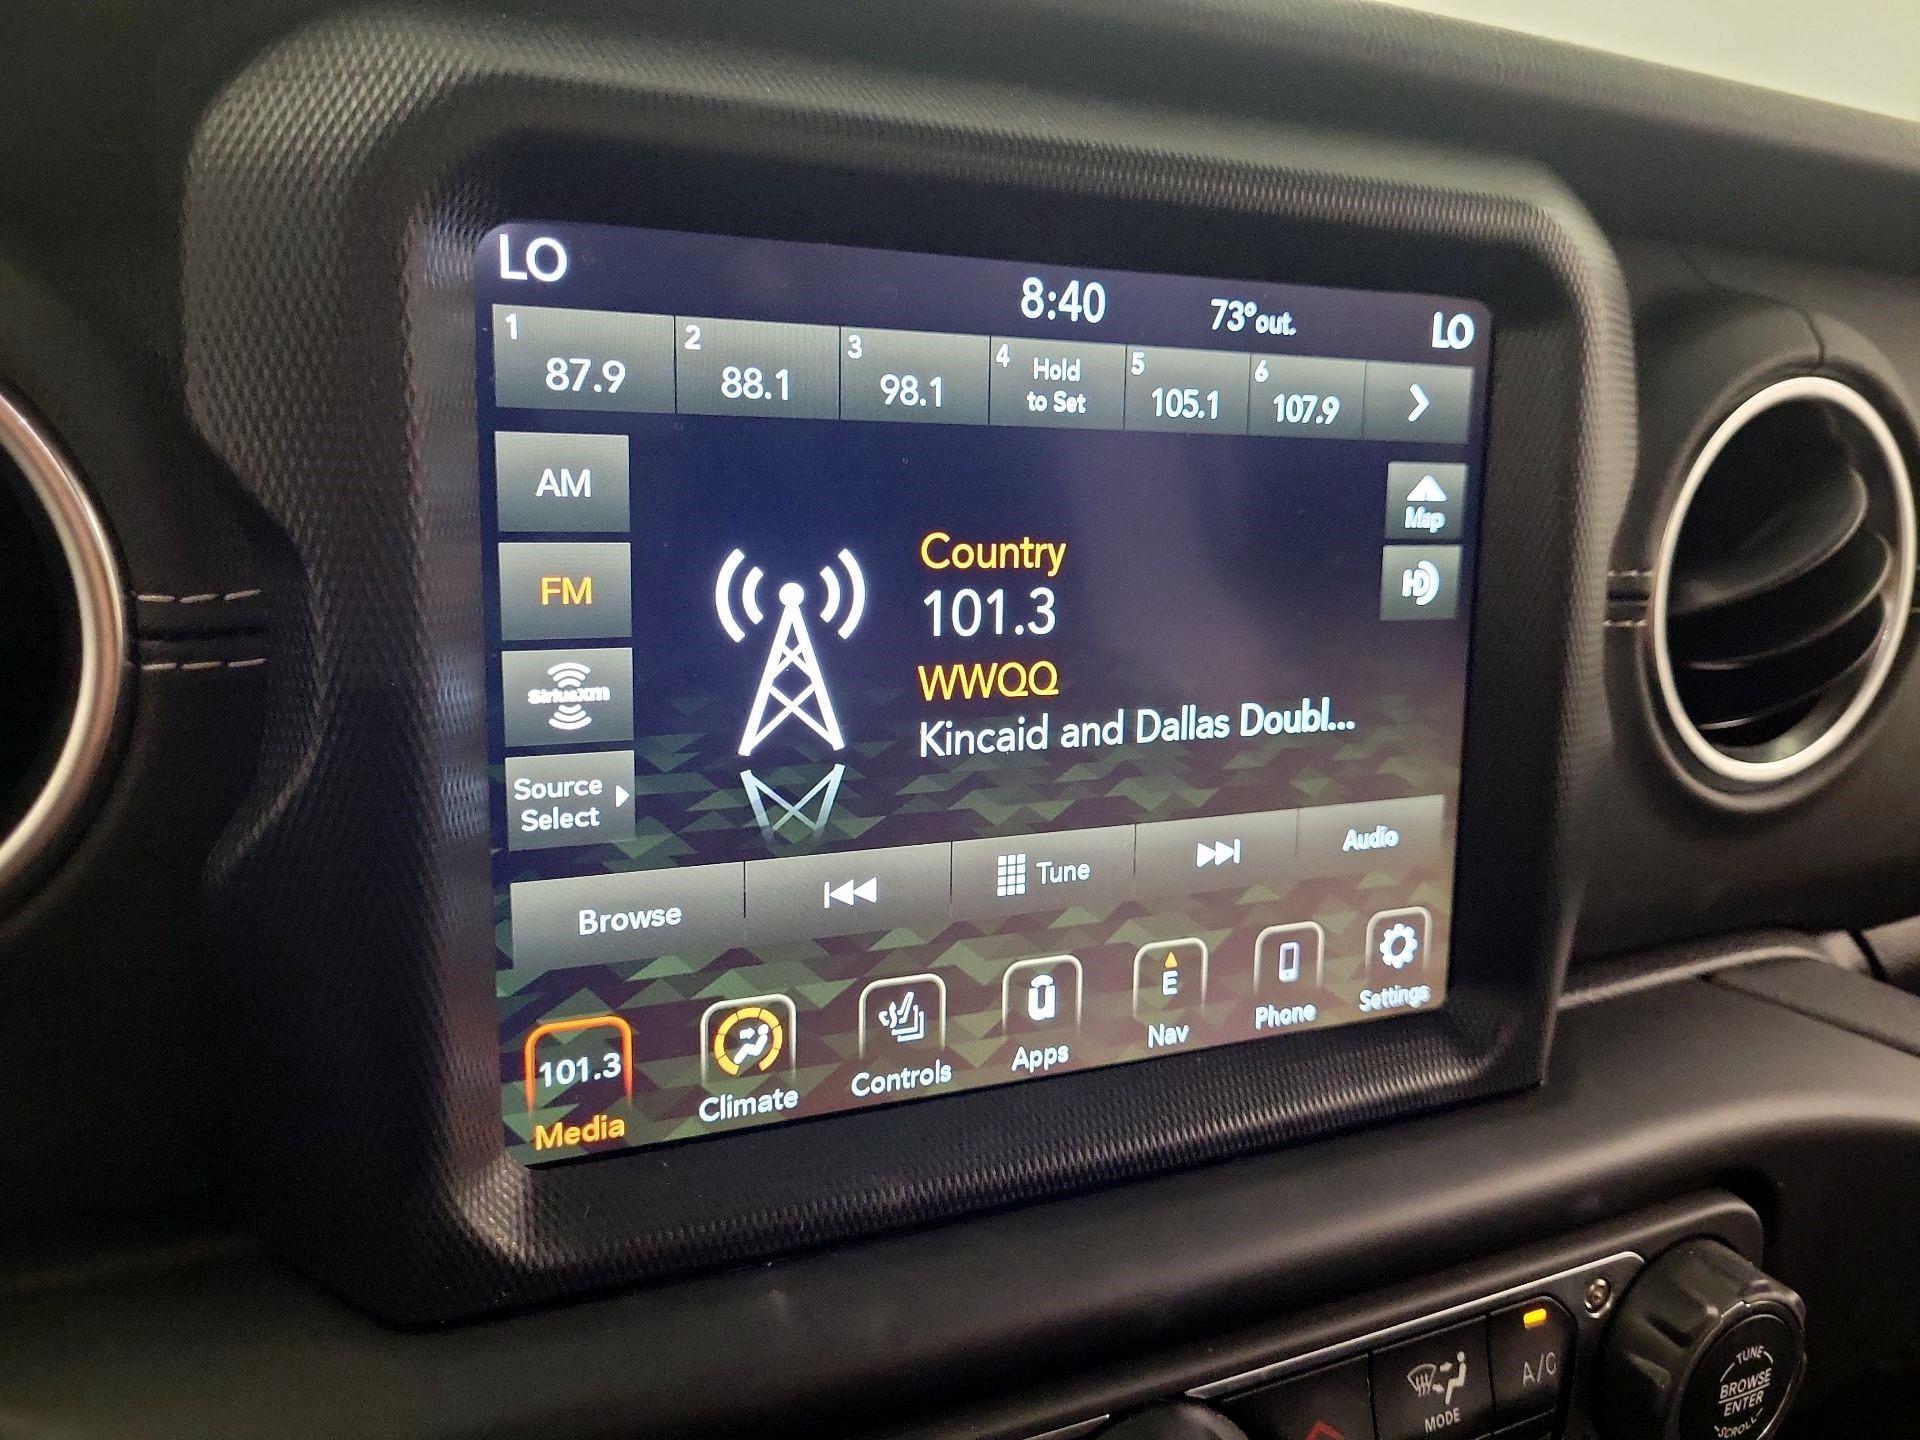 LO
8:40
73°out.
LO
1
87.9
2
88.1
3
98.1
4
Hold
to Set
5
105.1
6
107.9
AM
FM
SiriusXm
Source
Select
Map
HD
Country
101.3
WWQQ
Kincaid and Dallas Doubl...
Browse
Tune
Audio
101.3
Media
Climate
Controls
Apps
E
Nav
Phone
Settings
MODE
A/C
TUNE
BROWSE
ENTER
SCROLL